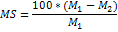 MS = 100 * (M₁ − M₂) / M₁